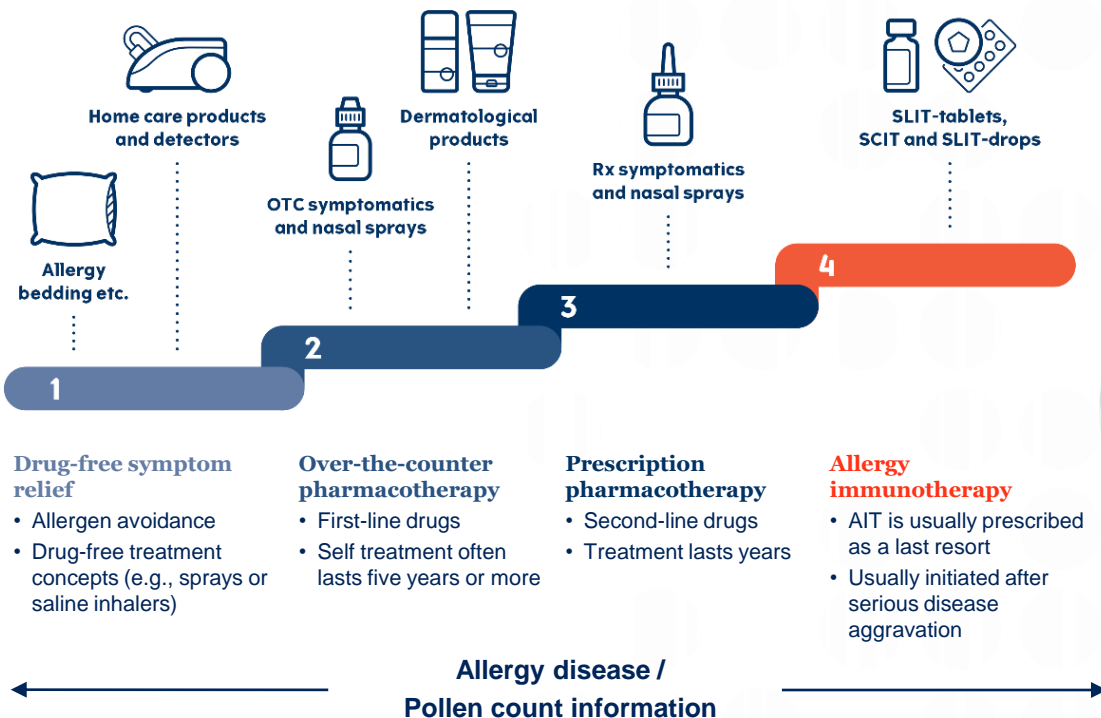 Home care products
and detectors
Dermatological
products
SLIT-tablets,
SCIT and SLIT-drops
Rx symptomatics
and nasal sprays
OTC symptomatics
and nasal sprays
Allergy
bedding etc.
4
3
2
1
Drug-free symptom
relief
• Allergen avoidance
• Drug-free treatment
concepts (e.g., sprays or
saline inhalers)
Over-the-counter
pharmacotherapy
• First-line drugs
• Self treatment often
lasts five years or more
Prescription
pharmacotherapy
• Second-line drugs
• Treatment lasts years
Allergy
immunotherapy
• AIT is usually prescribed
as a last resort
• Usually initiated after
serious disease
aggravation
Allergy disease /
Pollen count information